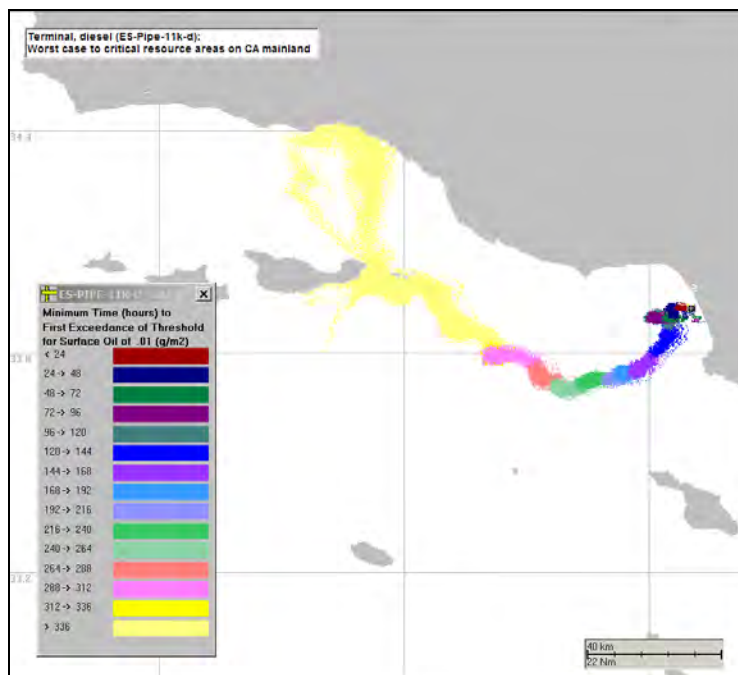 Terminal, diesel (ES-Pipe-11k-d):
Worst case to critical resource areas on CA mainland
33.2
Minimum Time (hours) to
First Exceedance of Threshold
for Surface Oil of .01 (g/m2)
< 24
24 -> 48
48 -> 72
72 -> 96
96 -> 120
120 -> 144
144 -> 168
168 -> 192
192 -> 216
216 -> 240
240 -> 264
264 -> 288
288 -> 312
312 -> 336
> 336
40 km
22 Nm